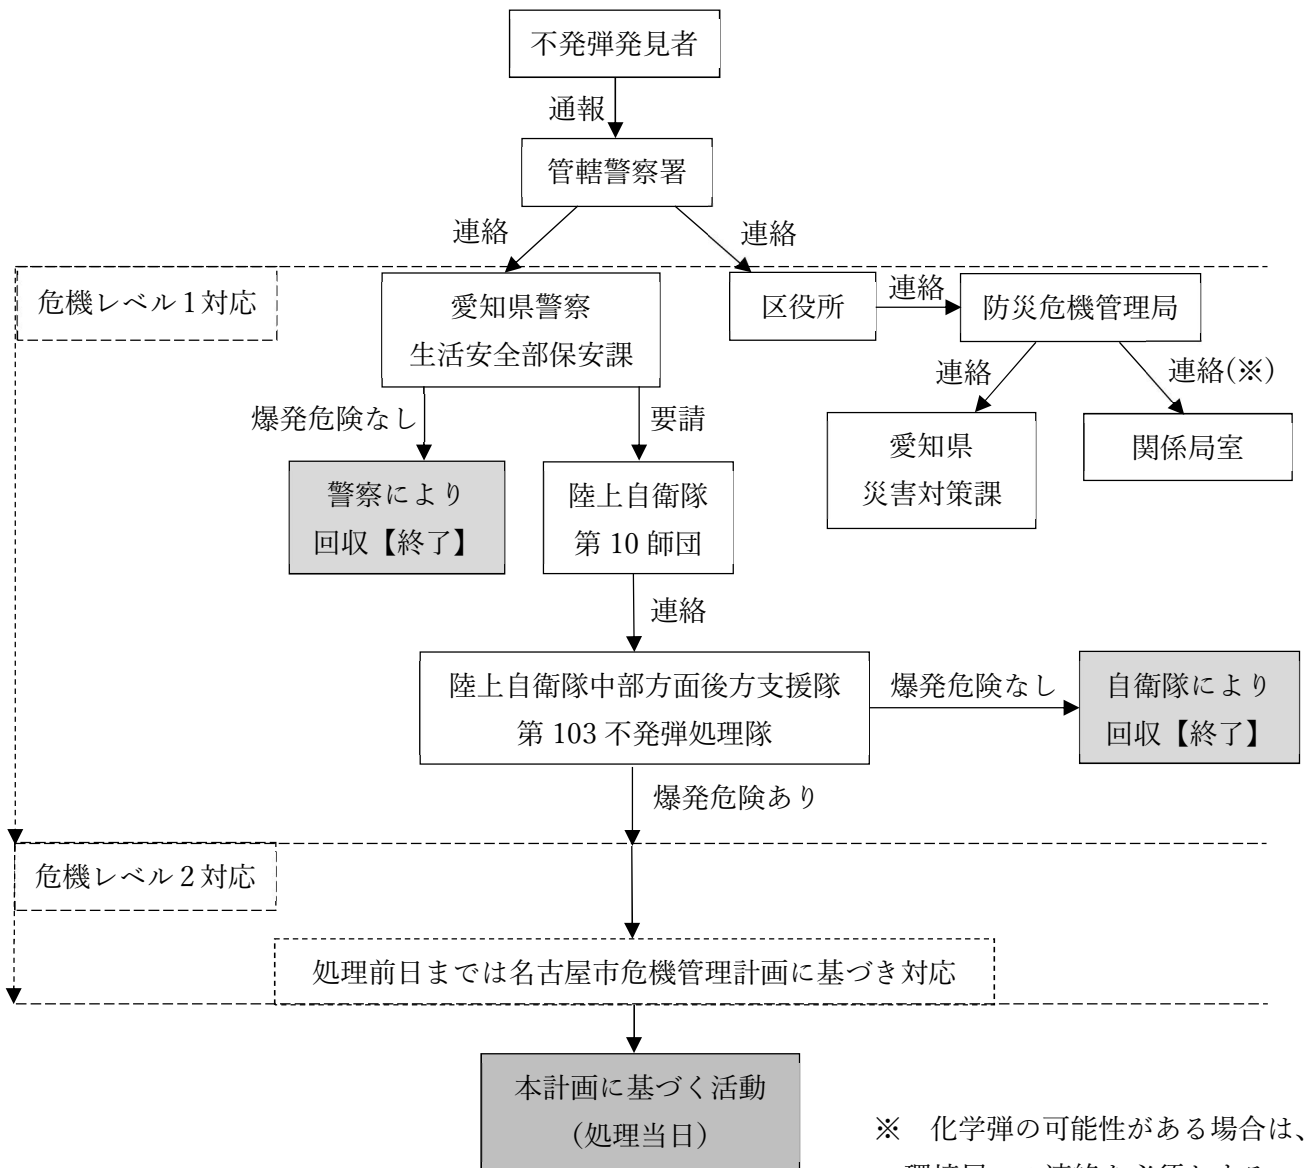 不発弾発見者
通報
管轄警察署
連絡
連絡
危機レベル1対応
愛知県警察
生活安全部保安課
区役所
連絡
防災危機管理局
連絡
連絡(※)
爆発危険なし
要請
愛知県
災害対策課
関係局室
警察により
回収【終了】
陸上自衛隊
第 10 師団
連絡
陸上自衛隊中部方面後方支援隊
第 103 不発弾処理隊
爆発危険なし
自衛隊により
回収【終了】
爆発危険あり
危機レベル2対応
処理前日までは名古屋市危機管理計画に基づき対応
本計画に基づく活動
(処理当日)
※ 化学弾の可能性がある場合は、